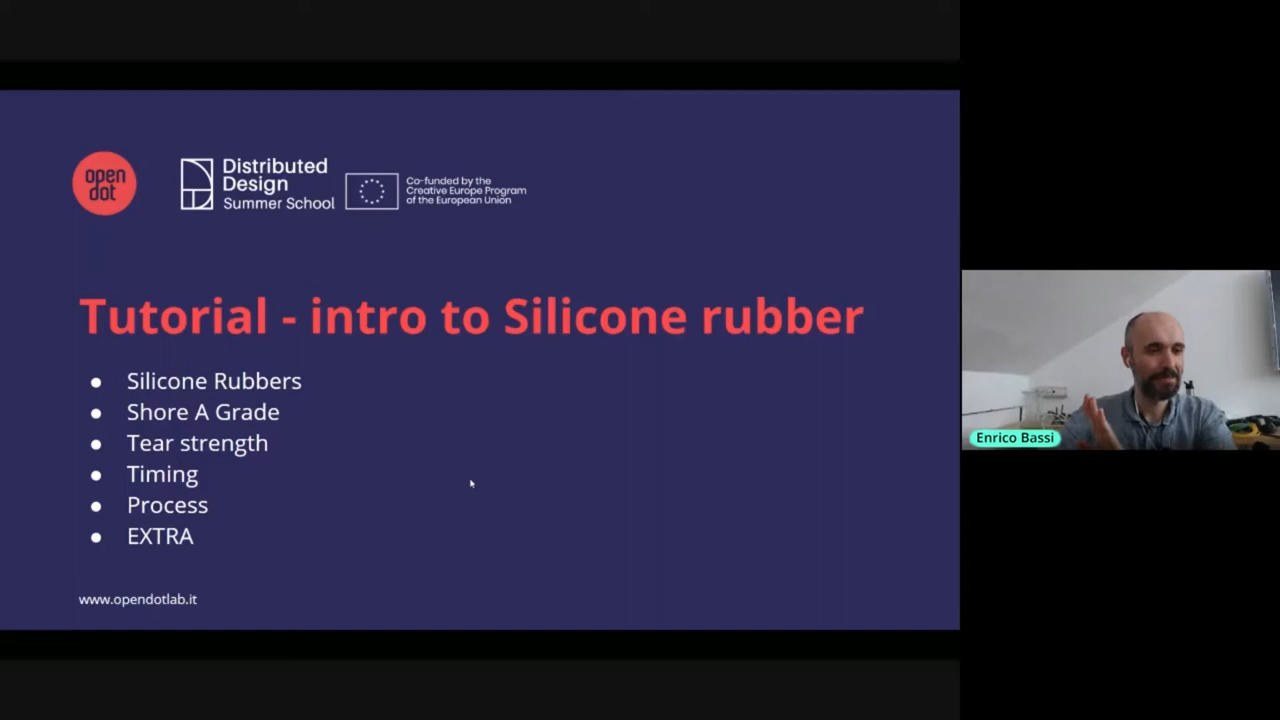 open
dot
Distributed
Design
Summer School
Co-funded by the
Creative Europe Program
of the European Union
Tutorial - intro to Silicone rubber
● Silicone Rubbers
● Shore A Grade
● Tear strength
● Timing
● Process
● EXTRA
www.opendotlab.it
Enrico Bassi